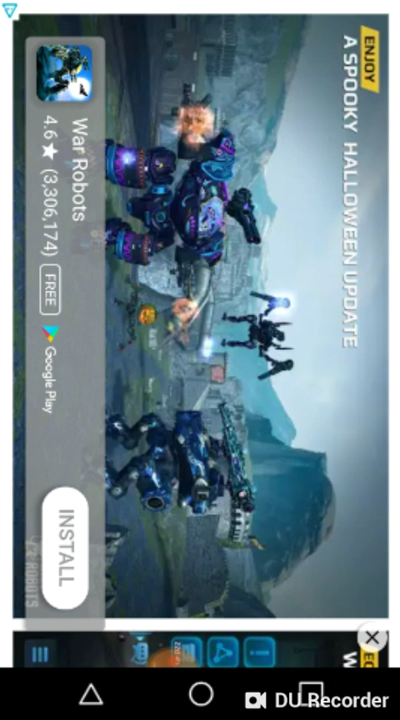 ENJOY
A SPOOKY HALLOWEEN UPDATE
War Robots
4.6★ (3,306,174) FREE Google Play
INSTALL
DU Recorder